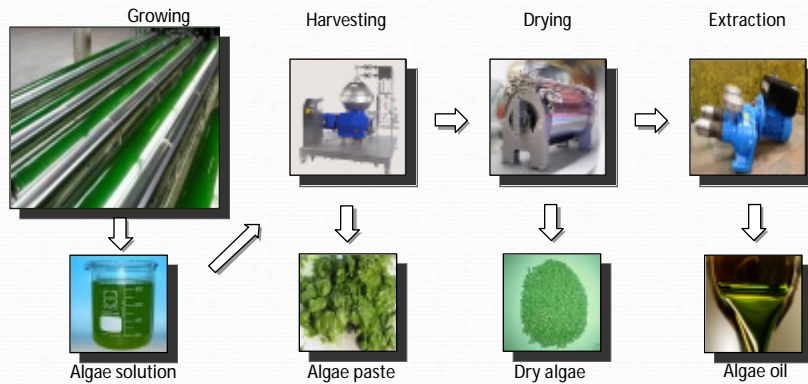 Growing
Harvesting
Drying
Extraction
Algae solution
Algae paste
Dry algae
Algae oil